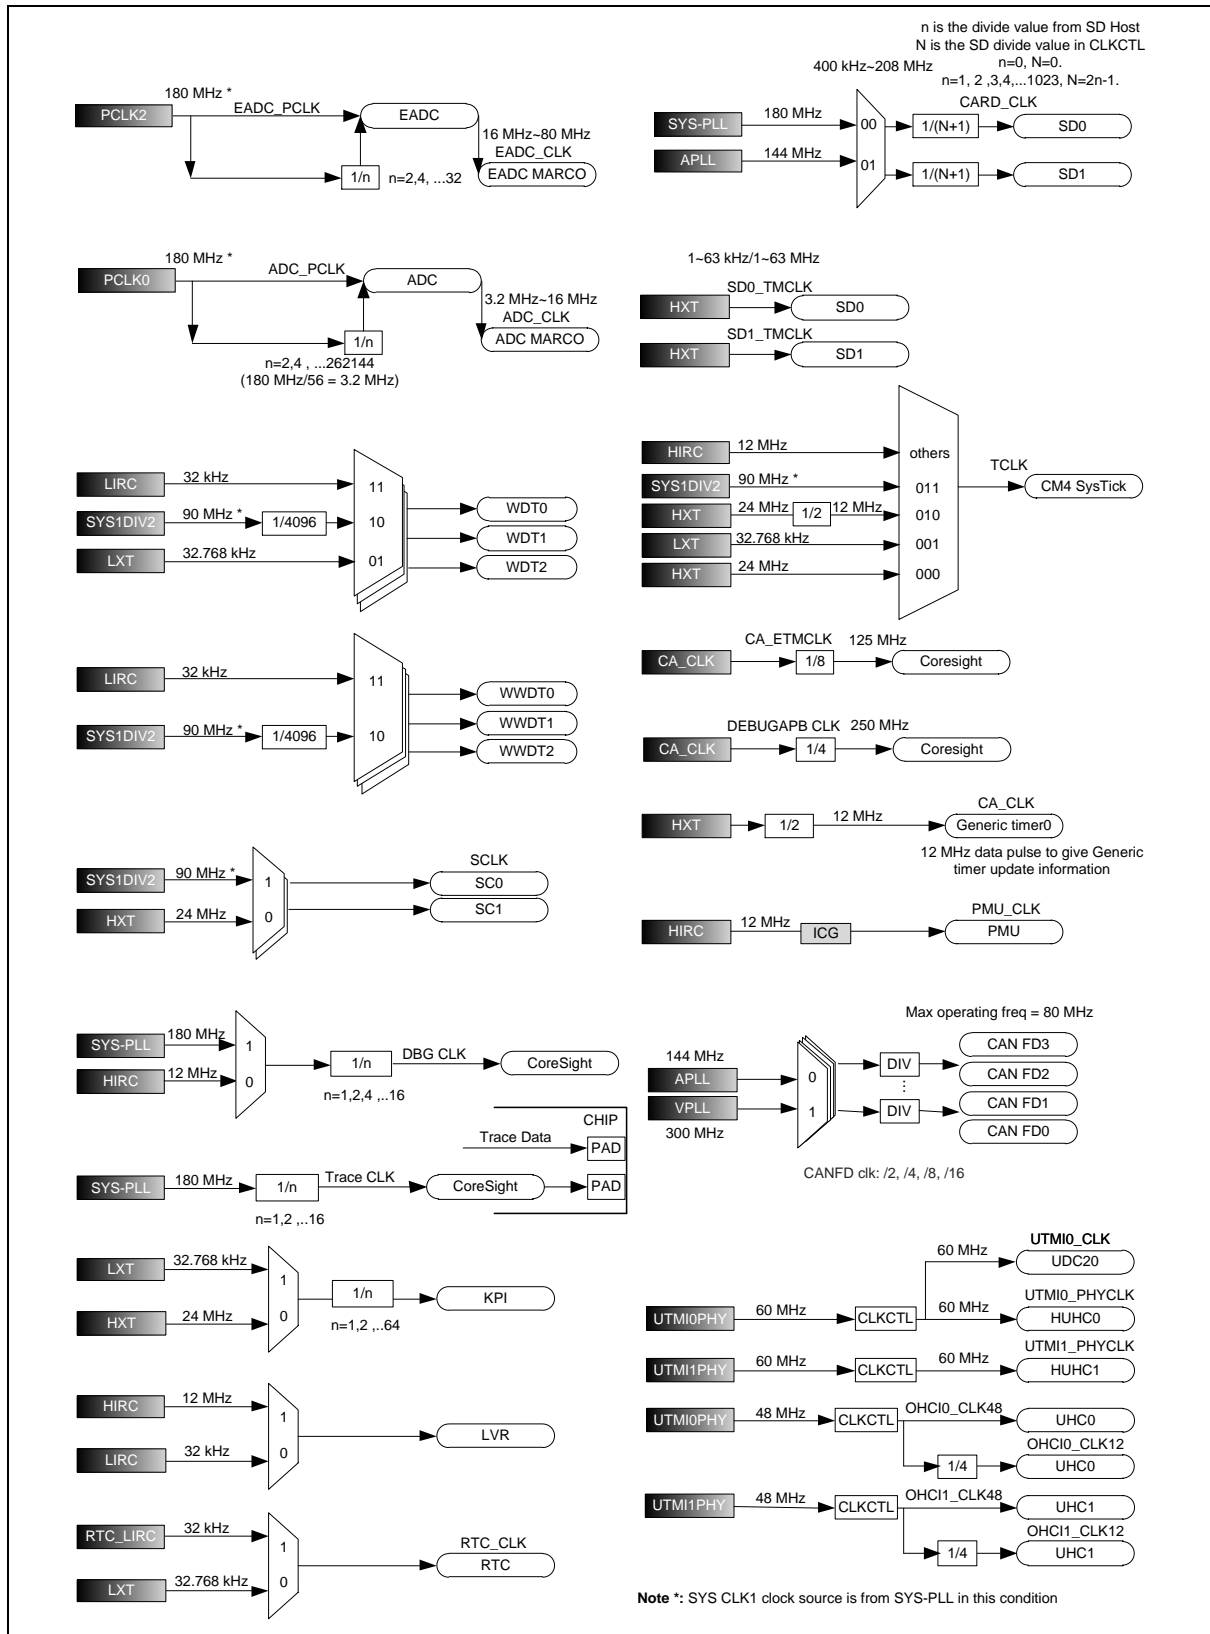 180 MHz *
PCLK2
EADC_PCLK
EADC
16 MHz~80 MHz
EADC_CLK
EADC MARCO
1/n
n=2,4, ...32
180 MHz *
PCLK0
ADC_PCLK
ADC
3.2 MHz~16 MHz
ADC_CLK
ADC MARCO
1/n
n=2,4 , ...262144
(180 MHz/56 = 3.2 MHz)
LIRC
32 kHz
11
SYS1DIV2
90 MHz *
1/4096
10
LXT
32.768 kHz
01
WDT0
WDT1
WDT2
LIRC
32 kHz
11
SYS1DIV2
90 MHz *
1/4096
10
WWDT0
WWDT1
WWDT2
SYS1DIV2
90 MHz *
1
HXT
24 MHz
0
SCLK
SC0
SC1
SYS-PLL
180 MHz
1
HIRC
12 MHz
0
1/n
n=1,2,4 ,..16
DBG CLK
CoreSight
CHIP
Trace Data
PAD
SYS-PLL
180 MHz
1/n
n=1,2 ,..16
Trace CLK
CoreSight
PAD
LXT
32.768 kHz
1
HXT
24 MHz
0
1/n
n=1,2 ,..64
KPI
HIRC
12 MHz
1
LIRC
32 kHz
0
LVR
RTC_LIRC
32 kHz
1
LXT
32.768 kHz
0
RTC_CLK
RTC
n is the divide value from SD Host
N is the SD divide value in CLKCTL
n=0, N=0.
n=1, 2 ,3,4,...1023, N=2n-1.
400 kHz~208 MHz
SYS-PLL
180 MHz
00
APLL
144 MHz
01
CARD_CLK
1/(N+1)
SD0
1/(N+1)
SD1
1~63 kHz/1~63 MHz
HXT
SD0_TMCLK
SD0
HXT
SD1_TMCLK
SD1
HIRC
12 MHz
others
SYS1DIV2
90 MHz *
011
HXT
24 MHz
1/2
12 MHz
010
LXT
32.768 kHz
001
HXT
24 MHz
000
TCLK
CM4 SysTick
CA_CLK
CA_ETMCLK
1/8
125 MHz
Coresight
CA_CLK
DEBUGAPB CLK
1/4
250 MHz
Coresight
HXT
1/2
12 MHz
CA_CLK
Generic timer0
12 MHz data pulse to give Generic
timer update information
HIRC
12 MHz
ICG
PMU_CLK
PMU
Max operating freq = 80 MHz
144 MHz
APLL
0
VPLL
1
300 MHz
DIV
DIV
CAN FD3
CAN FD2
CAN FD1
CAN FD0
CANFD clk: /2, /4, /8, /16
UTMI0_CLK
60 MHz
UDC20
UTMI0PHY
60 MHz
CLKCTL
60 MHz
UTMI0_PHYCLK
HUHC0
UTMI1PHY
60 MHz
CLKCTL
60 MHz
UTMI1_PHYCLK
HUHC1
UTMI0PHY
48 MHz
CLKCTL
OHCI0_CLK48
UHC0
1/4
OHCI0_CLK12
UHC0
UTMI1PHY
48 MHz
CLKCTL
OHCI1_CLK48
UHC1
1/4
OHCI1_CLK12
UHC1
Note *: SYS CLK1 clock source is from SYS-PLL in this condition